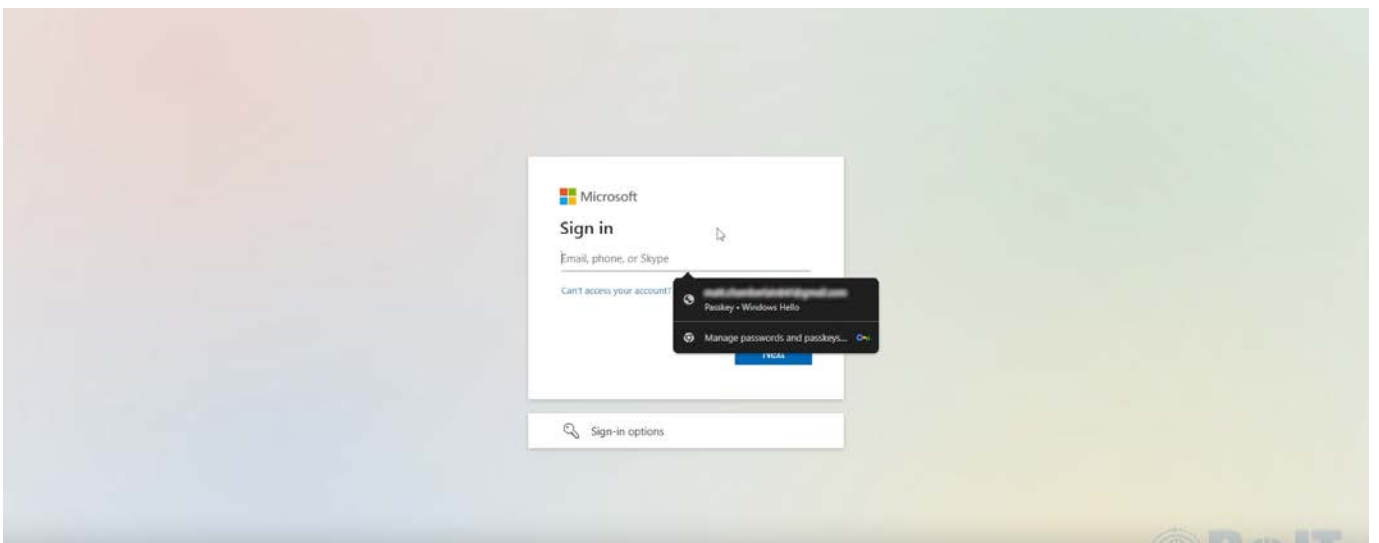 Microsoft
Sign in
Email, phone, or Skype
Can't access your account?
Passkey • Windows Hello
Manage passwords and passkeys...
Next
Sign-in options